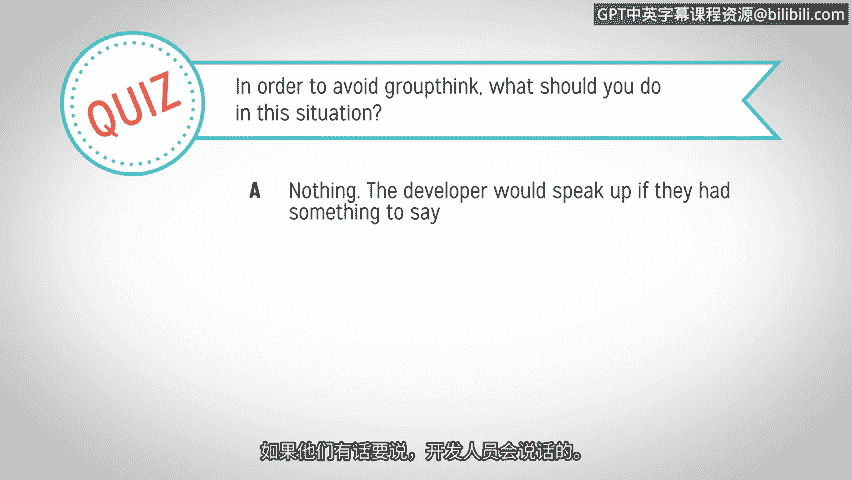 GPT中英字幕课程资源@bilibili.com
QUIZ
In order to avoid groupthink, what should you do
in this situation?
A Nothing. The developer would speak up if they had
something to say
如果他们有话要说，开发人员会说话的。